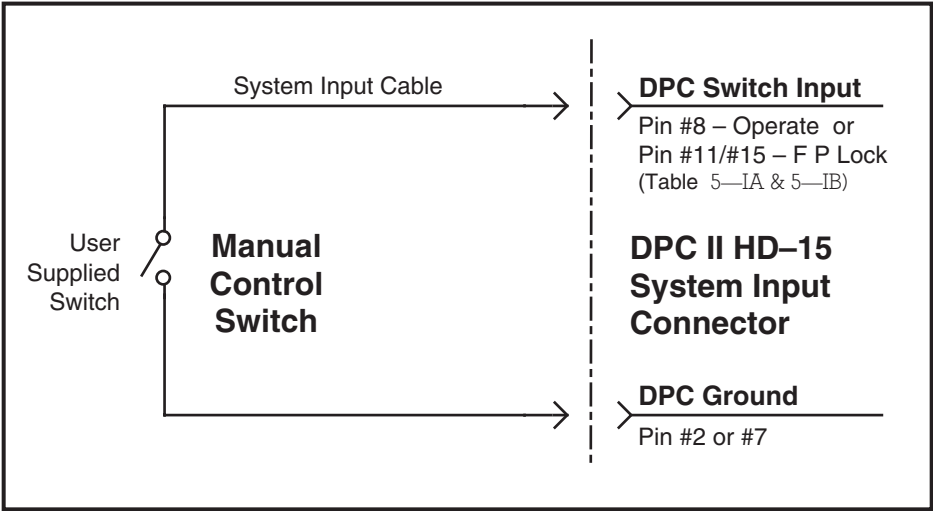 System Input Cable
DPC Switch Input
Pin #8 – Operate or
Pin #11/#15 – F P Lock
(Table 5—IA & 5—IB)
User
Supplied
Switch
Manual
Control
Switch
DPC II HD–15
System Input
Connector
DPC Ground
Pin #2 or #7